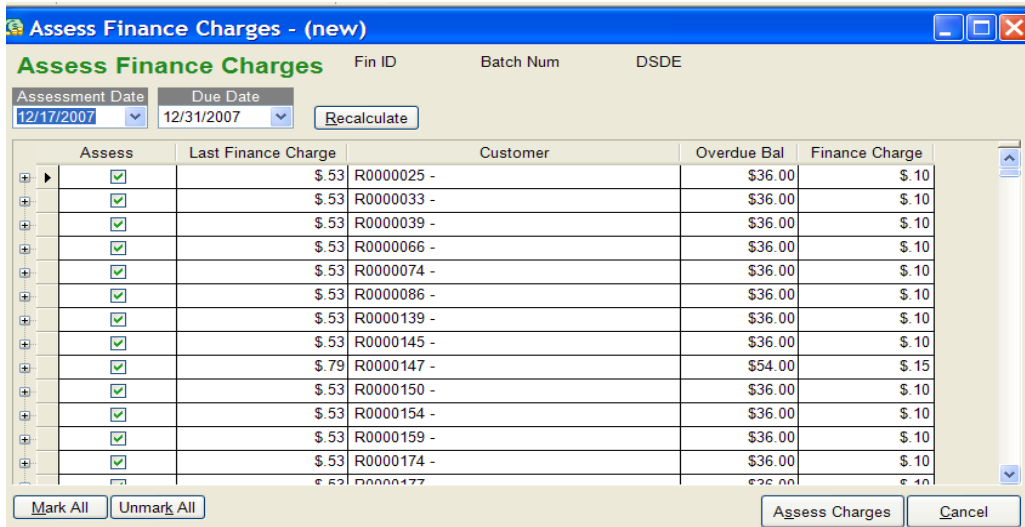 Assess Finance Charges - (new)
Assess Finance Charges Fin ID Batch Num DSDE
Assessment Date Due Date
12/17/2007 12/31/2007 Recalculate
Assess Last Finance Charge Customer Overdue Bal Finance Charge
$.53 R0000025 - $36.00 $.10
$.53 R0000033 - $36.00 $.10
$.53 R0000039 - $36.00 $.10
$.53 R0000066 - $36.00 $.10
$.53 R0000074 - $36.00 $.10
$.53 R0000086 - $36.00 $.10
$.53 R0000139 - $36.00 $.10
$.53 R0000145 - $36.00 $.10
$.79 R0000147 - $54.00 $.15
$.53 R0000150 - $36.00 $.10
$.53 R0000154 - $36.00 $.10
$.53 R0000159 - $36.00 $.10
$.53 R0000174 - $36.00 $.10
Mark All Unmark All Assess Charges Cancel